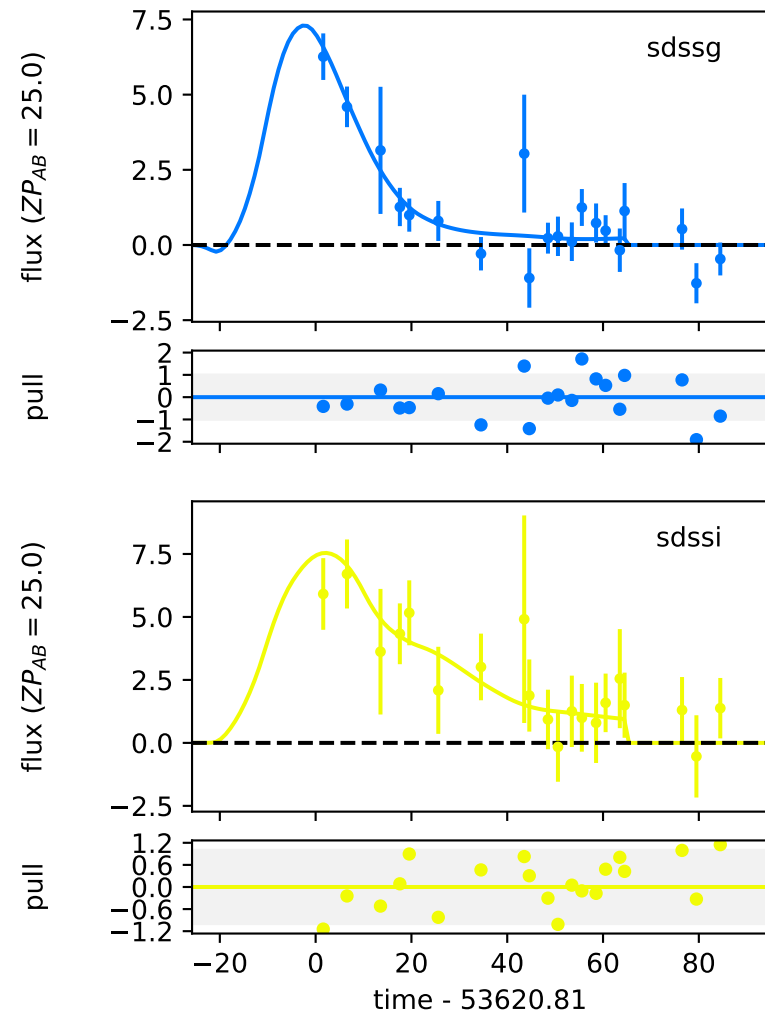 7.5
5.0
2.5
0.0
−2.5
flux (ZP_AB = 25.0)
sdssg
2
1
0
−1
−2
pull
7.5
5.0
2.5
0.0
−2.5
flux (ZP_AB = 25.0)
sdssi
1.2
0.6
0.0
−0.6
−1.2
pull
−20 0 20 40 60 80
time - 53620.81